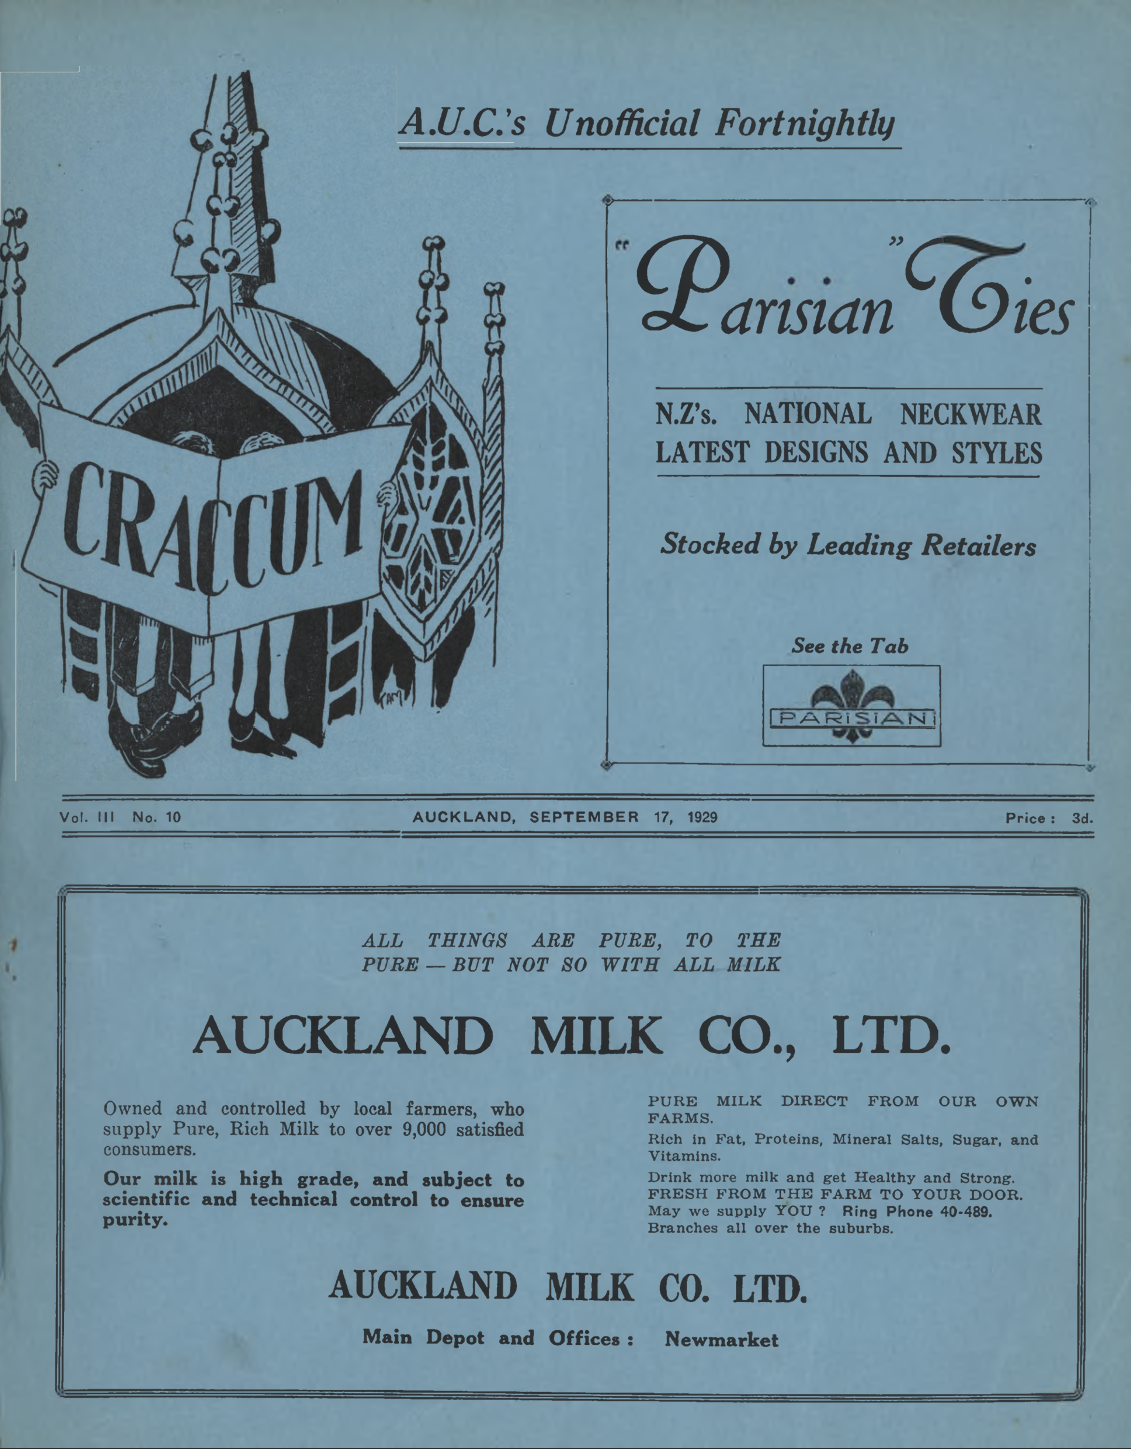 A.U.C.'s Unofficial Fortnightly
CRACCUM
"Parisian" Ties
N.Z's. NATIONAL NECKWEAR
LATEST DESIGNS AND STYLES
Stocked by Leading Retailers
See the Tab
PARISIAN
Vol. III No. 10 AUCKLAND, SEPTEMBER 17, 1929 Price: 3d.
ALL THINGS ARE PURE, TO THE
PURE — BUT NOT SO WITH ALL MILK
AUCKLAND MILK CO., LTD.
Owned and controlled by local farmers, who
supply Pure, Rich Milk to over 9,000 satisfied
consumers.
Our milk is high grade, and subject to
scientific and technical control to ensure
purity.
PURE MILK DIRECT FROM OUR OWN
FARMS.
Rich in Fat, Proteins, Mineral Salts, Sugar, and
Vitamins.
Drink more milk and get Healthy and Strong.
FRESH FROM THE FARM TO YOUR DOOR.
May we supply YOU ? Ring Phone 40-489.
Branches all over the suburbs.
AUCKLAND MILK CO. LTD.
Main Depot and Offices : Newmarket